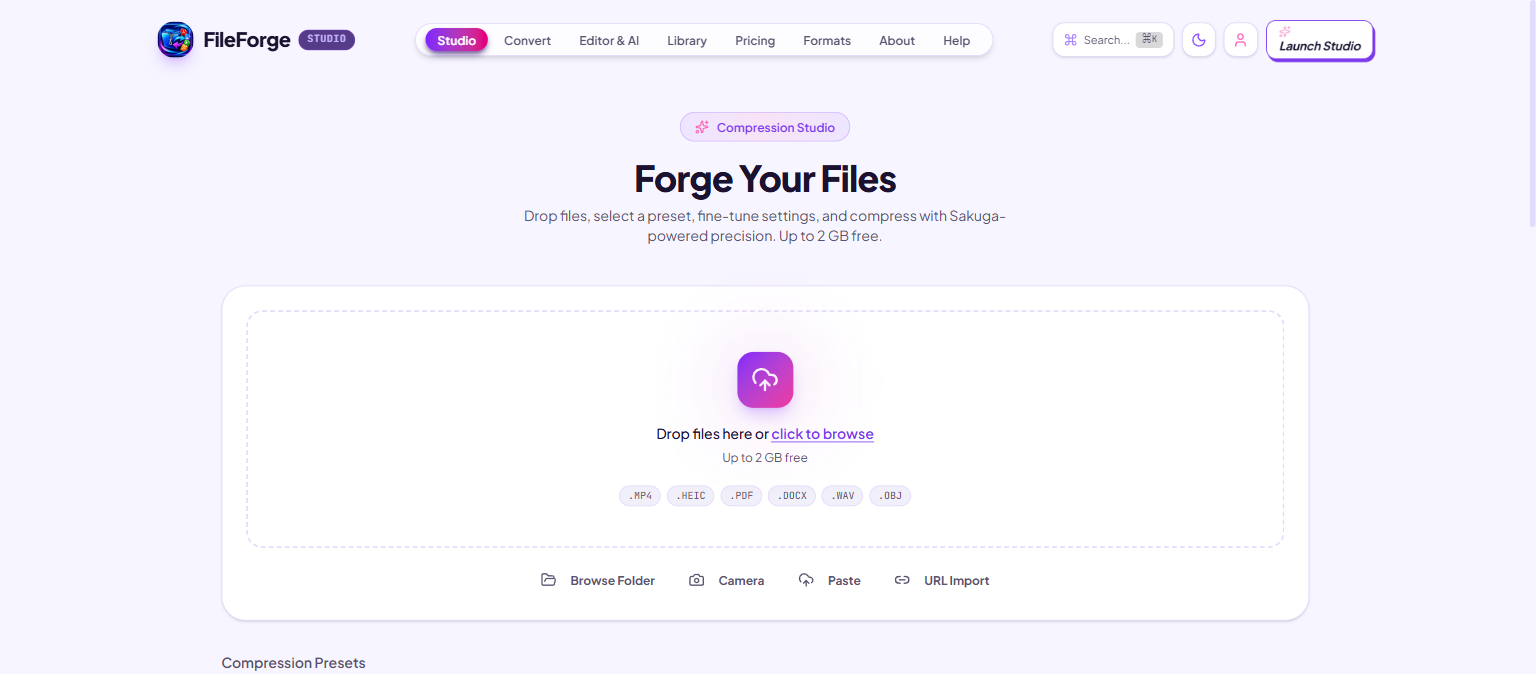 FileForge STUDIO
Studio Convert Editor & AI Library Pricing Formats About Help
Search... ⌘K
Launch Studio
Compression Studio
Forge Your Files
Drop files, select a preset, fine-tune settings, and compress with Sakuga-
powered precision. Up to 2 GB free.
Drop files here or click to browse
Up to 2 GB free
.MP4 .HEIC .PDF .DOCX .WAV .OBJ
Browse Folder Camera Paste URL Import
Compression Presets